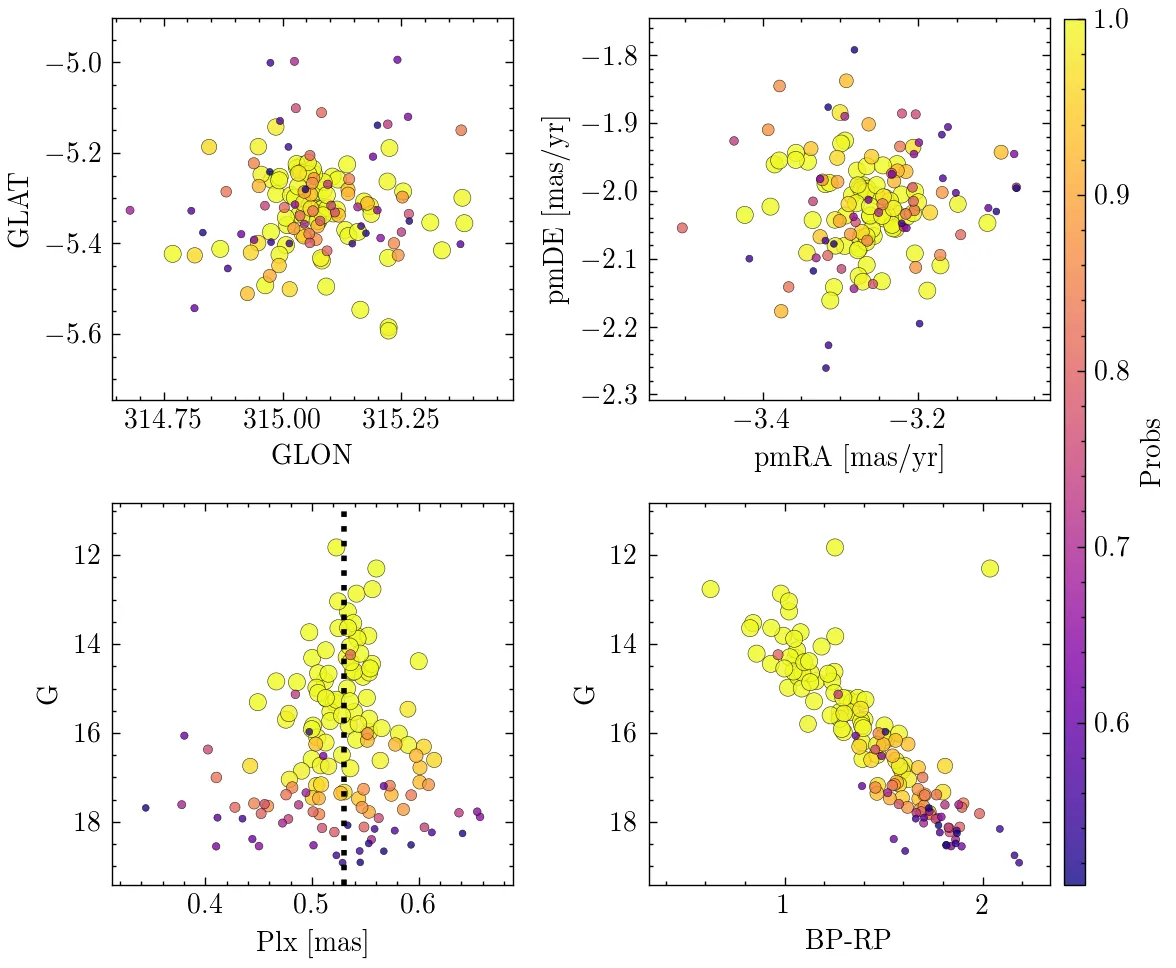 −5.0
−5.2
−5.4
−5.6
GLAT
314.75 315.00 315.25
GLON
−1.8
−1.9
−2.0
−2.1
−2.2
−2.3
pmDE [mas/yr]
−3.4 −3.2
pmRA [mas/yr]
1.0
0.9
0.8
0.7
0.6
Probs
12
14
16
18
G
0.4 0.5 0.6
Plx [mas]
12
14
16
18
G
1 2
BP-RP